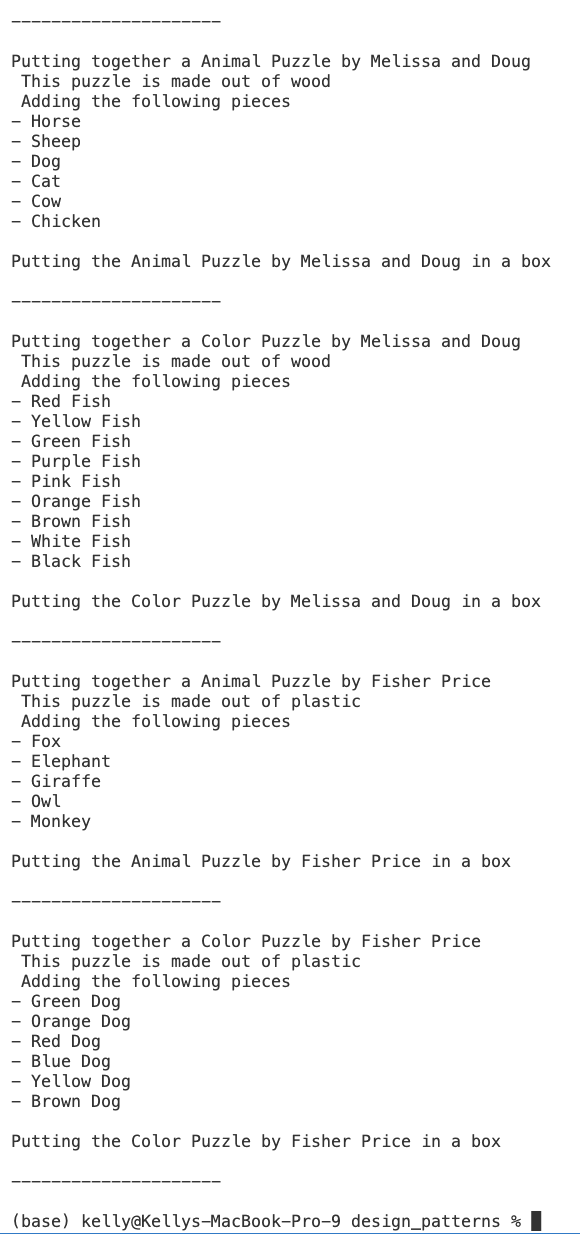 ---------------------
Putting together a Animal Puzzle by Melissa and Doug
 This puzzle is made out of wood
 Adding the following pieces
- Horse
- Sheep
- Dog
- Cat
- Cow
- Chicken
Putting the Animal Puzzle by Melissa and Doug in a box
---------------------
Putting together a Color Puzzle by Melissa and Doug
 This puzzle is made out of wood
 Adding the following pieces
- Red Fish
- Yellow Fish
- Green Fish
- Purple Fish
- Pink Fish
- Orange Fish
- Brown Fish
- White Fish
- Black Fish
Putting the Color Puzzle by Melissa and Doug in a box
---------------------
Putting together a Animal Puzzle by Fisher Price
 This puzzle is made out of plastic
 Adding the following pieces
- Fox
- Elephant
- Giraffe
- Owl
- Monkey
Putting the Animal Puzzle by Fisher Price in a box
---------------------
Putting together a Color Puzzle by Fisher Price
 This puzzle is made out of plastic
 Adding the following pieces
- Green Dog
- Orange Dog
- Red Dog
- Blue Dog
- Yellow Dog
- Brown Dog
Putting the Color Puzzle by Fisher Price in a box
---------------------
(base) kelly@Kellys-MacBook-Pro-9 design_patterns %